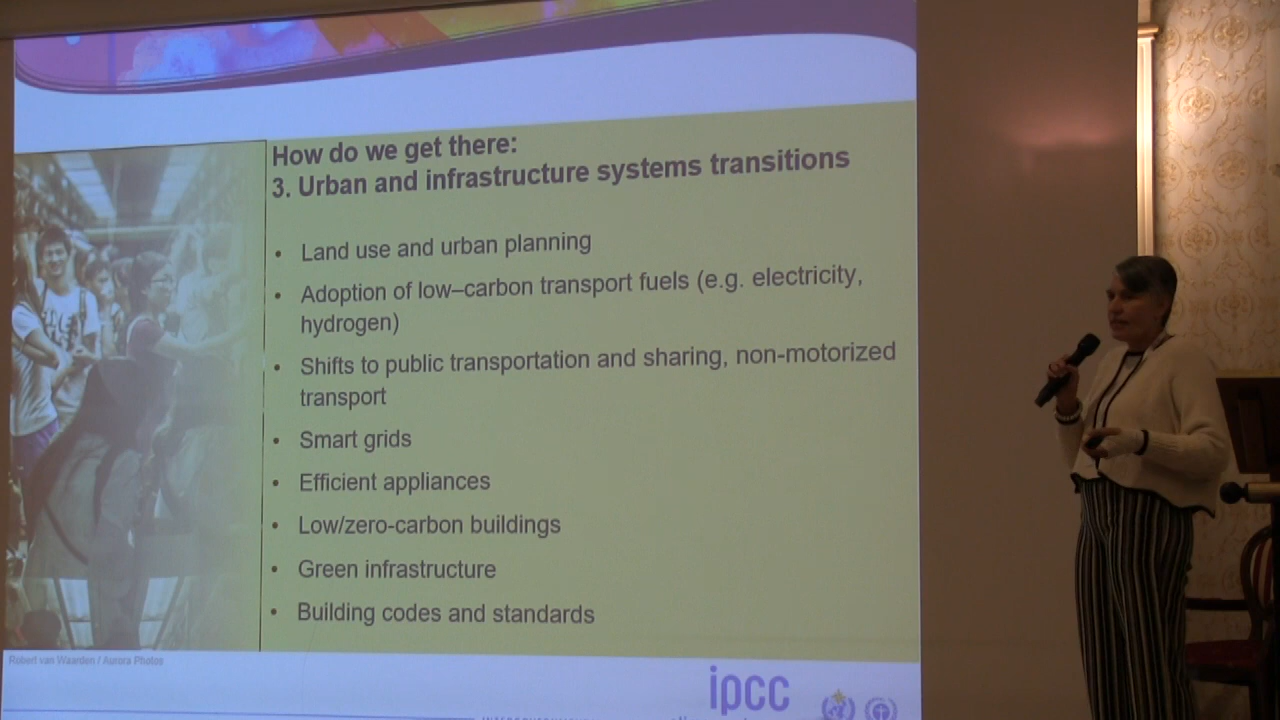 How do we get there:
3. Urban and infrastructure systems transitions
• Land use and urban planning
• Adoption of low–carbon transport fuels (e.g. electricity,
hydrogen)
• Shifts to public transportation and sharing, non-motorized
transport
• Smart grids
• Efficient appliances
• Low/zero-carbon buildings
• Green infrastructure
• Building codes and standards
Robert van Waarden / Aurora Photos
ipcc